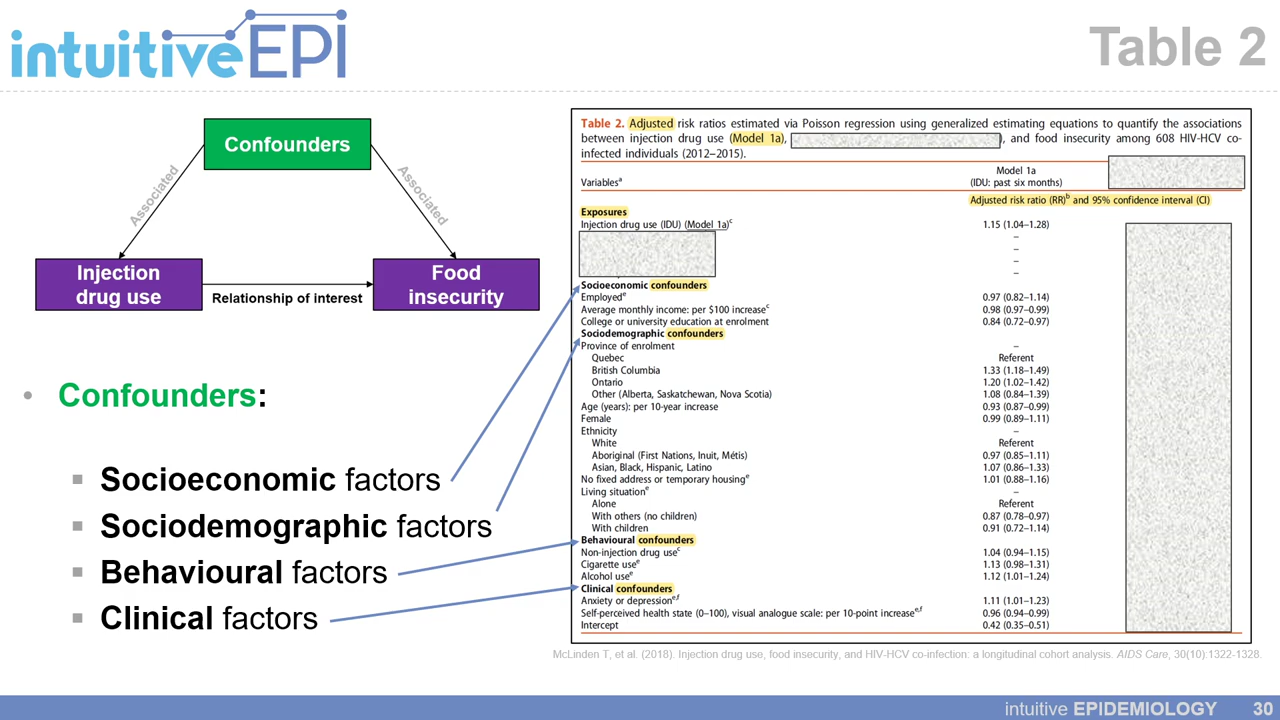 intuitiveEPI
Table 2
Confounders
Associated
Associated
Injection
drug use
Relationship of interest
Food
insecurity
• Confounders:
▪ Socioeconomic factors
▪ Sociodemographic factors
▪ Behavioural factors
▪ Clinical factors
Table 2. Adjusted risk ratios estimated via Poisson regression using generalized estimating equations to quantify the associations
between injection drug use (Model 1a), ), and food insecurity among 608 HIV-HCV co-
infected individuals (2012–2015).
Model 1a
Variablesa (IDU: past six months)
Adjusted risk ratio (RR)b and 95% confidence interval (CI)
Exposures
Injection drug use (IDU) (Model 1a)c 1.15 (1.04–1.28)
–
–
–
–
Socioeconomic confounders
Employede 0.97 (0.82–1.14)
Average monthly income: per $100 increasec 0.98 (0.97–0.99)
College or university education at enrolment 0.84 (0.72–0.97)
Sociodemographic confounders
Province of enrolment –
Quebec Referent
British Columbia 1.33 (1.18–1.49)
Ontario 1.20 (1.02–1.42)
Other (Alberta, Saskatchewan, Nova Scotia) 1.08 (0.84–1.39)
Age (years): per 10-year increase 0.93 (0.87–0.99)
Female 0.99 (0.89–1.11)
Ethnicity –
White Referent
Aboriginal (First Nations, Inuit, Métis) 0.97 (0.85–1.11)
Asian, Black, Hispanic, Latino 1.07 (0.86–1.33)
No fixed address or temporary housinge 1.01 (0.88–1.16)
Living situatione –
Alone Referent
With others (no children) 0.87 (0.78–0.97)
With children 0.91 (0.72–1.14)
Behavioural confounders
Non-injection drug usec 1.04 (0.94–1.15)
Cigarette usee 1.13 (0.98–1.31)
Alcohol usee 1.12 (1.01–1.24)
Clinical confounders
Anxiety or depressione,f 1.11 (1.01–1.23)
Self-perceived health state (0–100), visual analogue scale: per 10-point increasee,f 0.96 (0.94–0.99)
Intercept 0.42 (0.35–0.51)
McLinden T, et al. (2018). Injection drug use, food insecurity, and HIV-HCV co-infection: a longitudinal cohort analysis. AIDS Care, 30(10):1322-1328.
intuitive EPIDEMIOLOGY 30